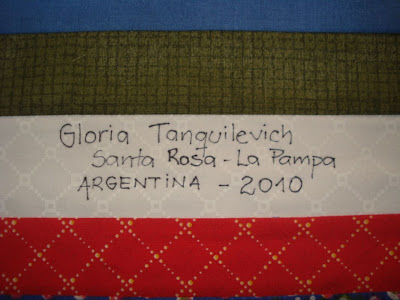 Gloria Tanquilevich
Santa Rosa - La Pampa
ARGENTINA - 2010